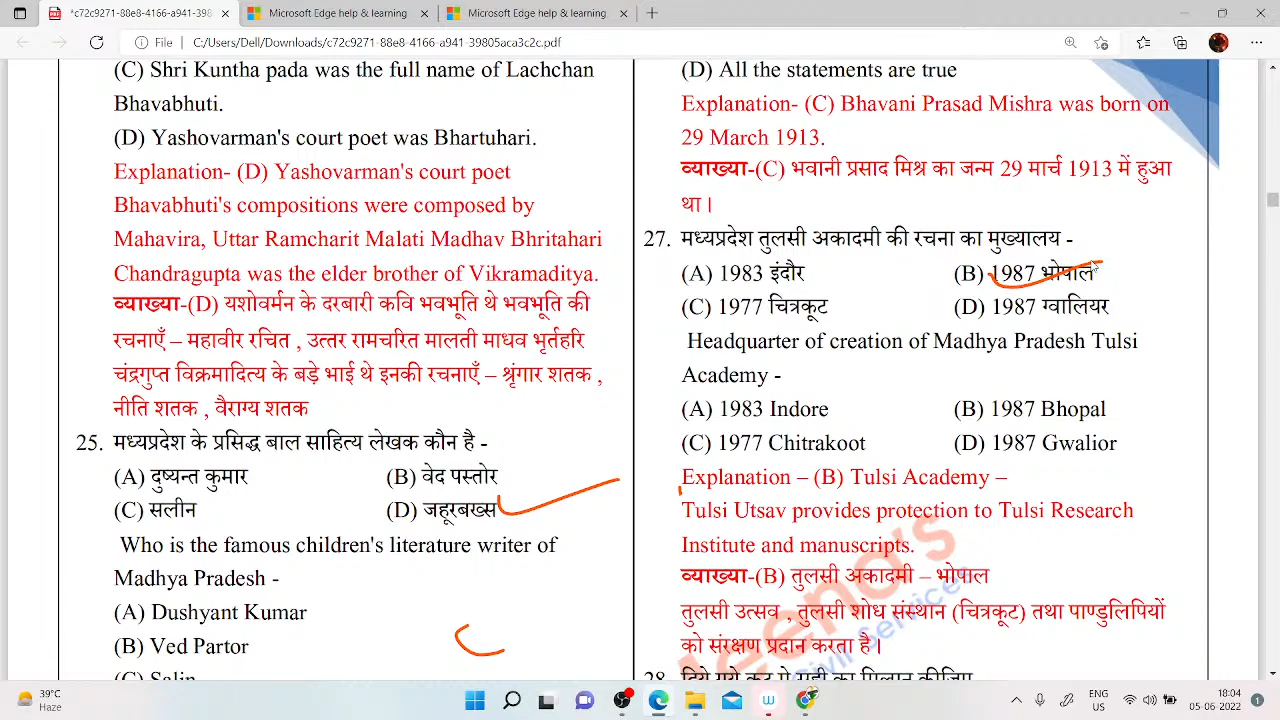 *c72c9271-88e8-4166-a941-39805
Microsoft Edge help & learning
Microsoft Edge help & learning
File
C:/Users/Dell/Downloads/c72c9271-88e8-4166-a941-39805aca3c2c.pdf
(C) Shri Kuntha pada was the full name of Lachchan
Bhavabhuti.
(D) Yashovarman's court poet was Bhartuhari.
Explanation- (D) Yashovarman's court poet
Bhavabhuti's compositions were composed by
Mahavira, Uttar Ramcharit Malati Madhav Bhritahari
Chandragupta was the elder brother of Vikramaditya.
व्याख्या-(D) यशोवर्मन के दरबारी कवि भवभूति थे भवभूति की
रचनाएँ – महावीर रचित , उत्तर रामचरित मालती माधव भृर्तहरि
चंद्रगुप्त विक्रमादित्य के बड़े भाई थे इनकी रचनाएँ – श्रृंगार शतक ,
नीति शतक , वैराग्य शतक
25. मध्यप्रदेश के प्रसिद्ध बाल साहित्य लेखक कौन है -
(A) दुष्यन्त कुमार (B) वेद पस्तोर
(C) सलीन (D) जहूरबख्स
Who is the famous children's literature writer of
Madhya Pradesh -
(A) Dushyant Kumar
(B) Ved Partor
(C) Salin
(D) All the statements are true
Explanation- (C) Bhavani Prasad Mishra was born on
29 March 1913.
व्याख्या-(C) भवानी प्रसाद मिश्र का जन्म 29 मार्च 1913 में हुआ
था।
27. मध्यप्रदेश तुलसी अकादमी की रचना का मुख्यालय -
(A) 1983 इंदौर (B) 1987 भोपाल
(C) 1977 चित्रकूट (D) 1987 ग्वालियर
Headquarter of creation of Madhya Pradesh Tulsi
Academy -
(A) 1983 Indore (B) 1987 Bhopal
(C) 1977 Chitrakoot (D) 1987 Gwalior
Explanation – (B) Tulsi Academy –
Tulsi Utsav provides protection to Tulsi Research
Institute and manuscripts.
व्याख्या-(B) तुलसी अकादमी – भोपाल
तुलसी उत्सव , तुलसी शोध संस्थान (चित्रकूट) तथा पाण्डुलिपियों
को संरक्षण प्रदान करता है।
28. दिये गये कूट से सही का मिलान कीजिए
39°C
Haze
ENG
US
18:04
05-06-2022